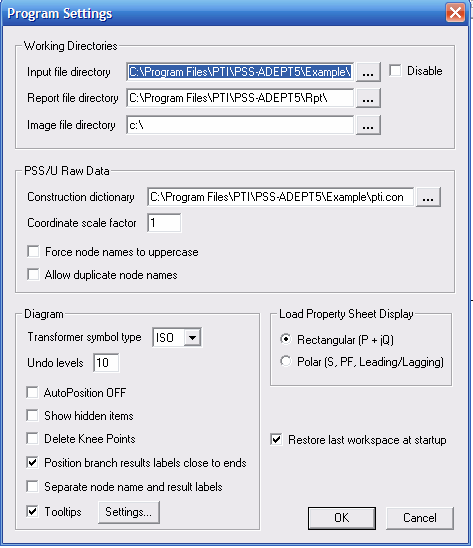 Program Settings
Working Directories
Input file directory C:\Program Files\PTI\PSS-ADEPT5\Example\ ... Disable
Report file directory C:\Program Files\PTI\PSS-ADEPT5\Rpt\ ...
Image file directory c:\ ...
PSS/U Raw Data
Construction dictionary C:\Program Files\PTI\PSS-ADEPT5\Example\pti.con ...
Coordinate scale factor 1
Force node names to uppercase
Allow duplicate node names
Diagram
Transformer symbol type ISO
Undo levels 10
AutoPosition OFF
Show hidden items
Delete Knee Points
Position branch results labels close to ends
Separate node name and result labels
Tooltips Settings...
Load Property Sheet Display
Rectangular (P + jQ)
Polar (S, PF, Leading/Lagging)
Restore last workspace at startup
OK Cancel